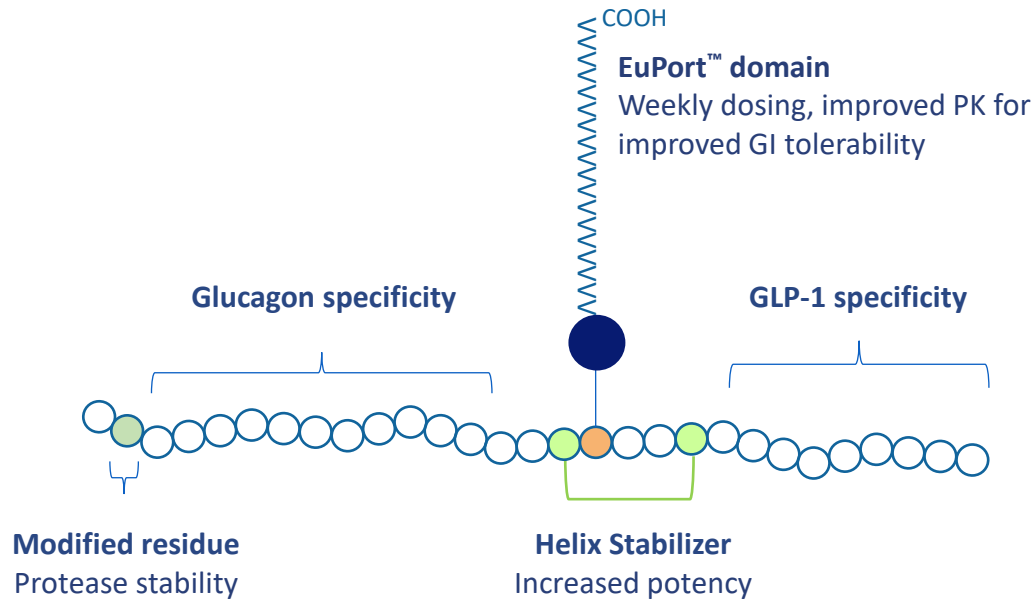 COOH
EuPort™ domain
Weekly dosing, improved PK for
improved GI tolerability
Glucagon specificity
GLP-1 specificity
Modified residue
Protease stability
Helix Stabilizer
Increased potency